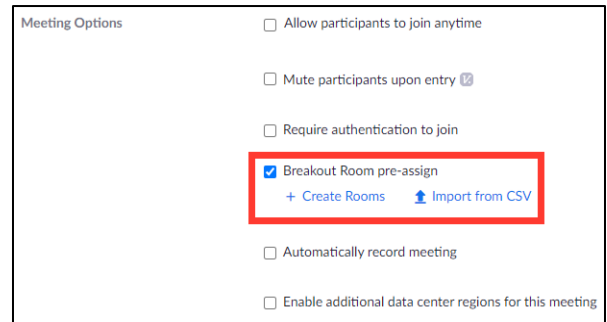 Meeting Options
Allow participants to join anytime
Mute participants upon entry
Require authentication to join
Breakout Room pre-assign
+ Create Rooms Import from CSV
Automatically record meeting
Enable additional data center regions for this meeting